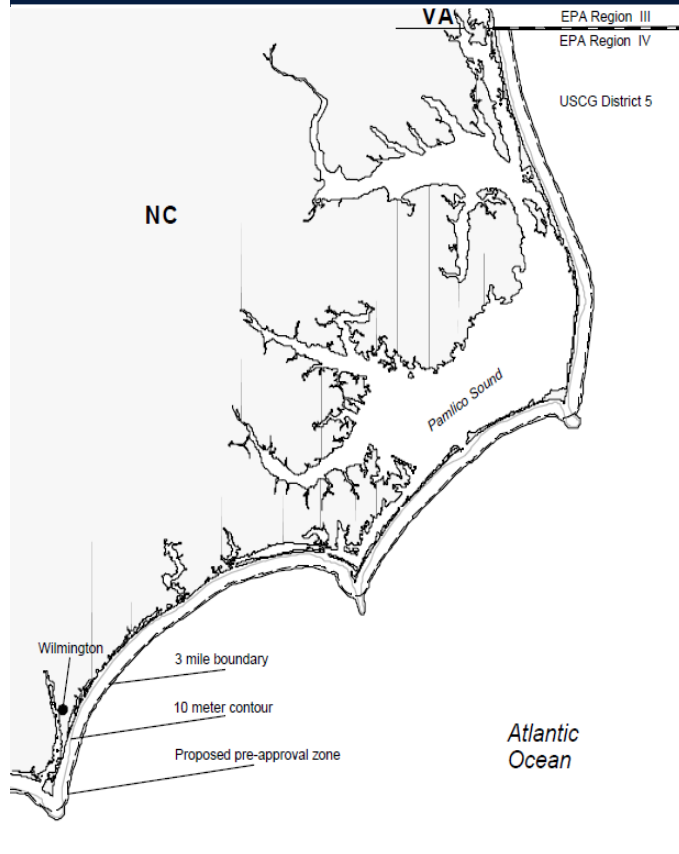 VA
EPA Region III
EPA Region IV
USCG District 5
NC
Pamlico Sound
Wilmington
3 mile boundary
10 meter contour
Proposed pre-approval zone
Atlantic
Ocean